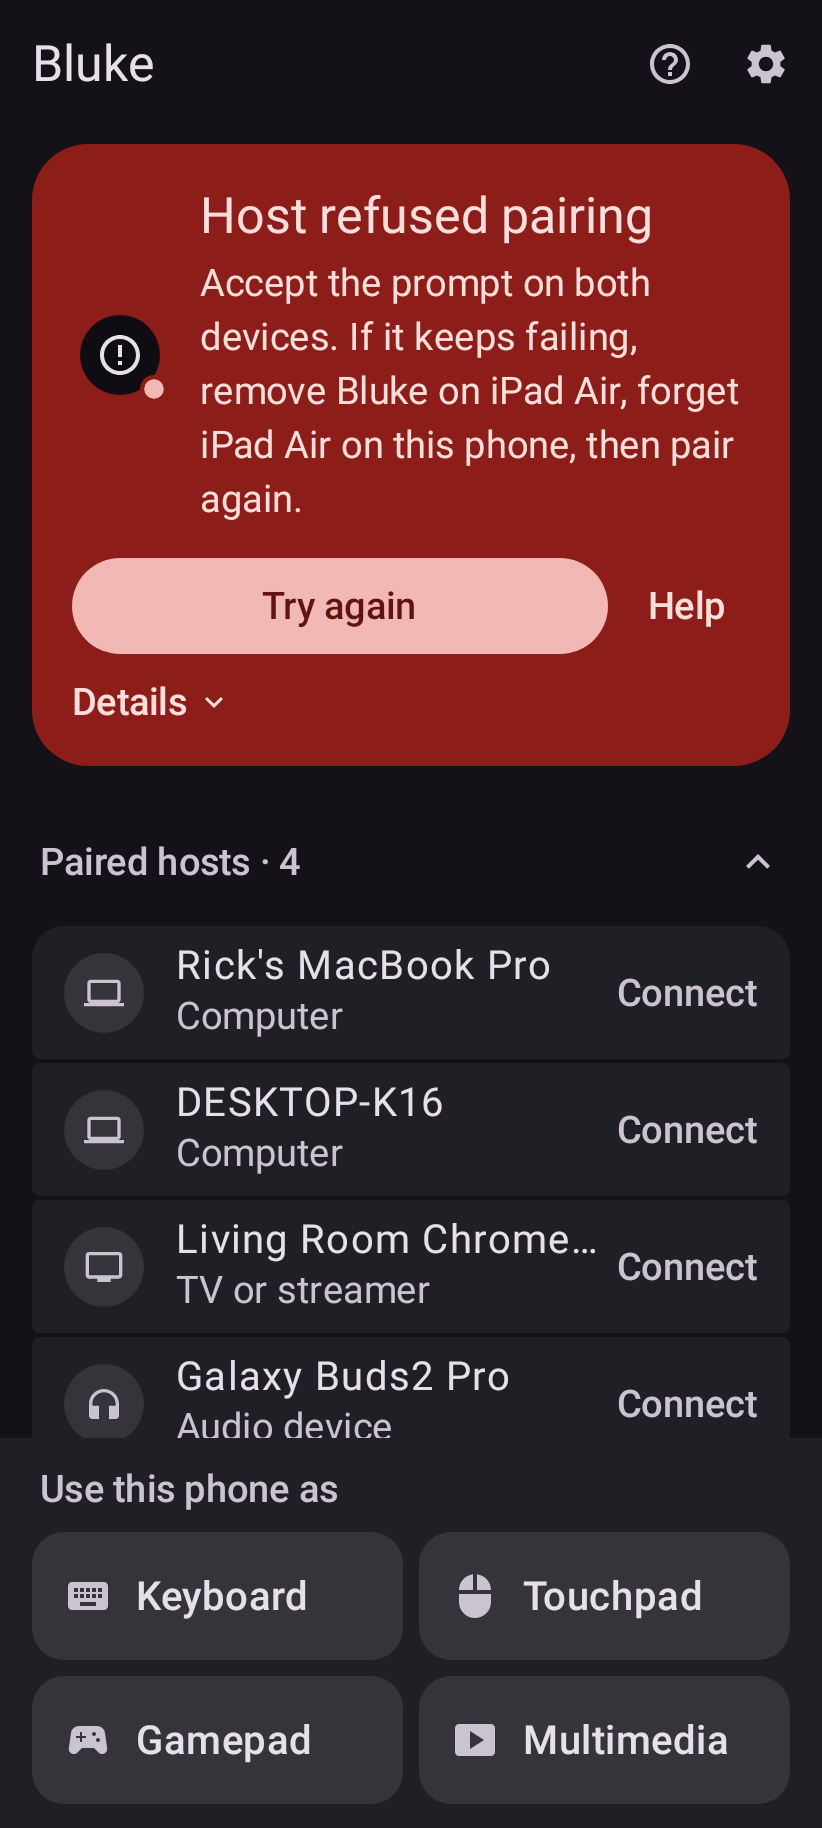 Bluke
Host refused pairing
Accept the prompt on both
devices. If it keeps failing,
remove Bluke on iPad Air, forget
iPad Air on this phone, then pair
again.
Try again
Help
Details
Paired hosts · 4
Rick's MacBook Pro
Computer
Connect
DESKTOP-K16
Computer
Connect
Living Room Chrome…
TV or streamer
Connect
Galaxy Buds2 Pro
Audio device
Connect
Use this phone as
Keyboard
Touchpad
Gamepad
Multimedia